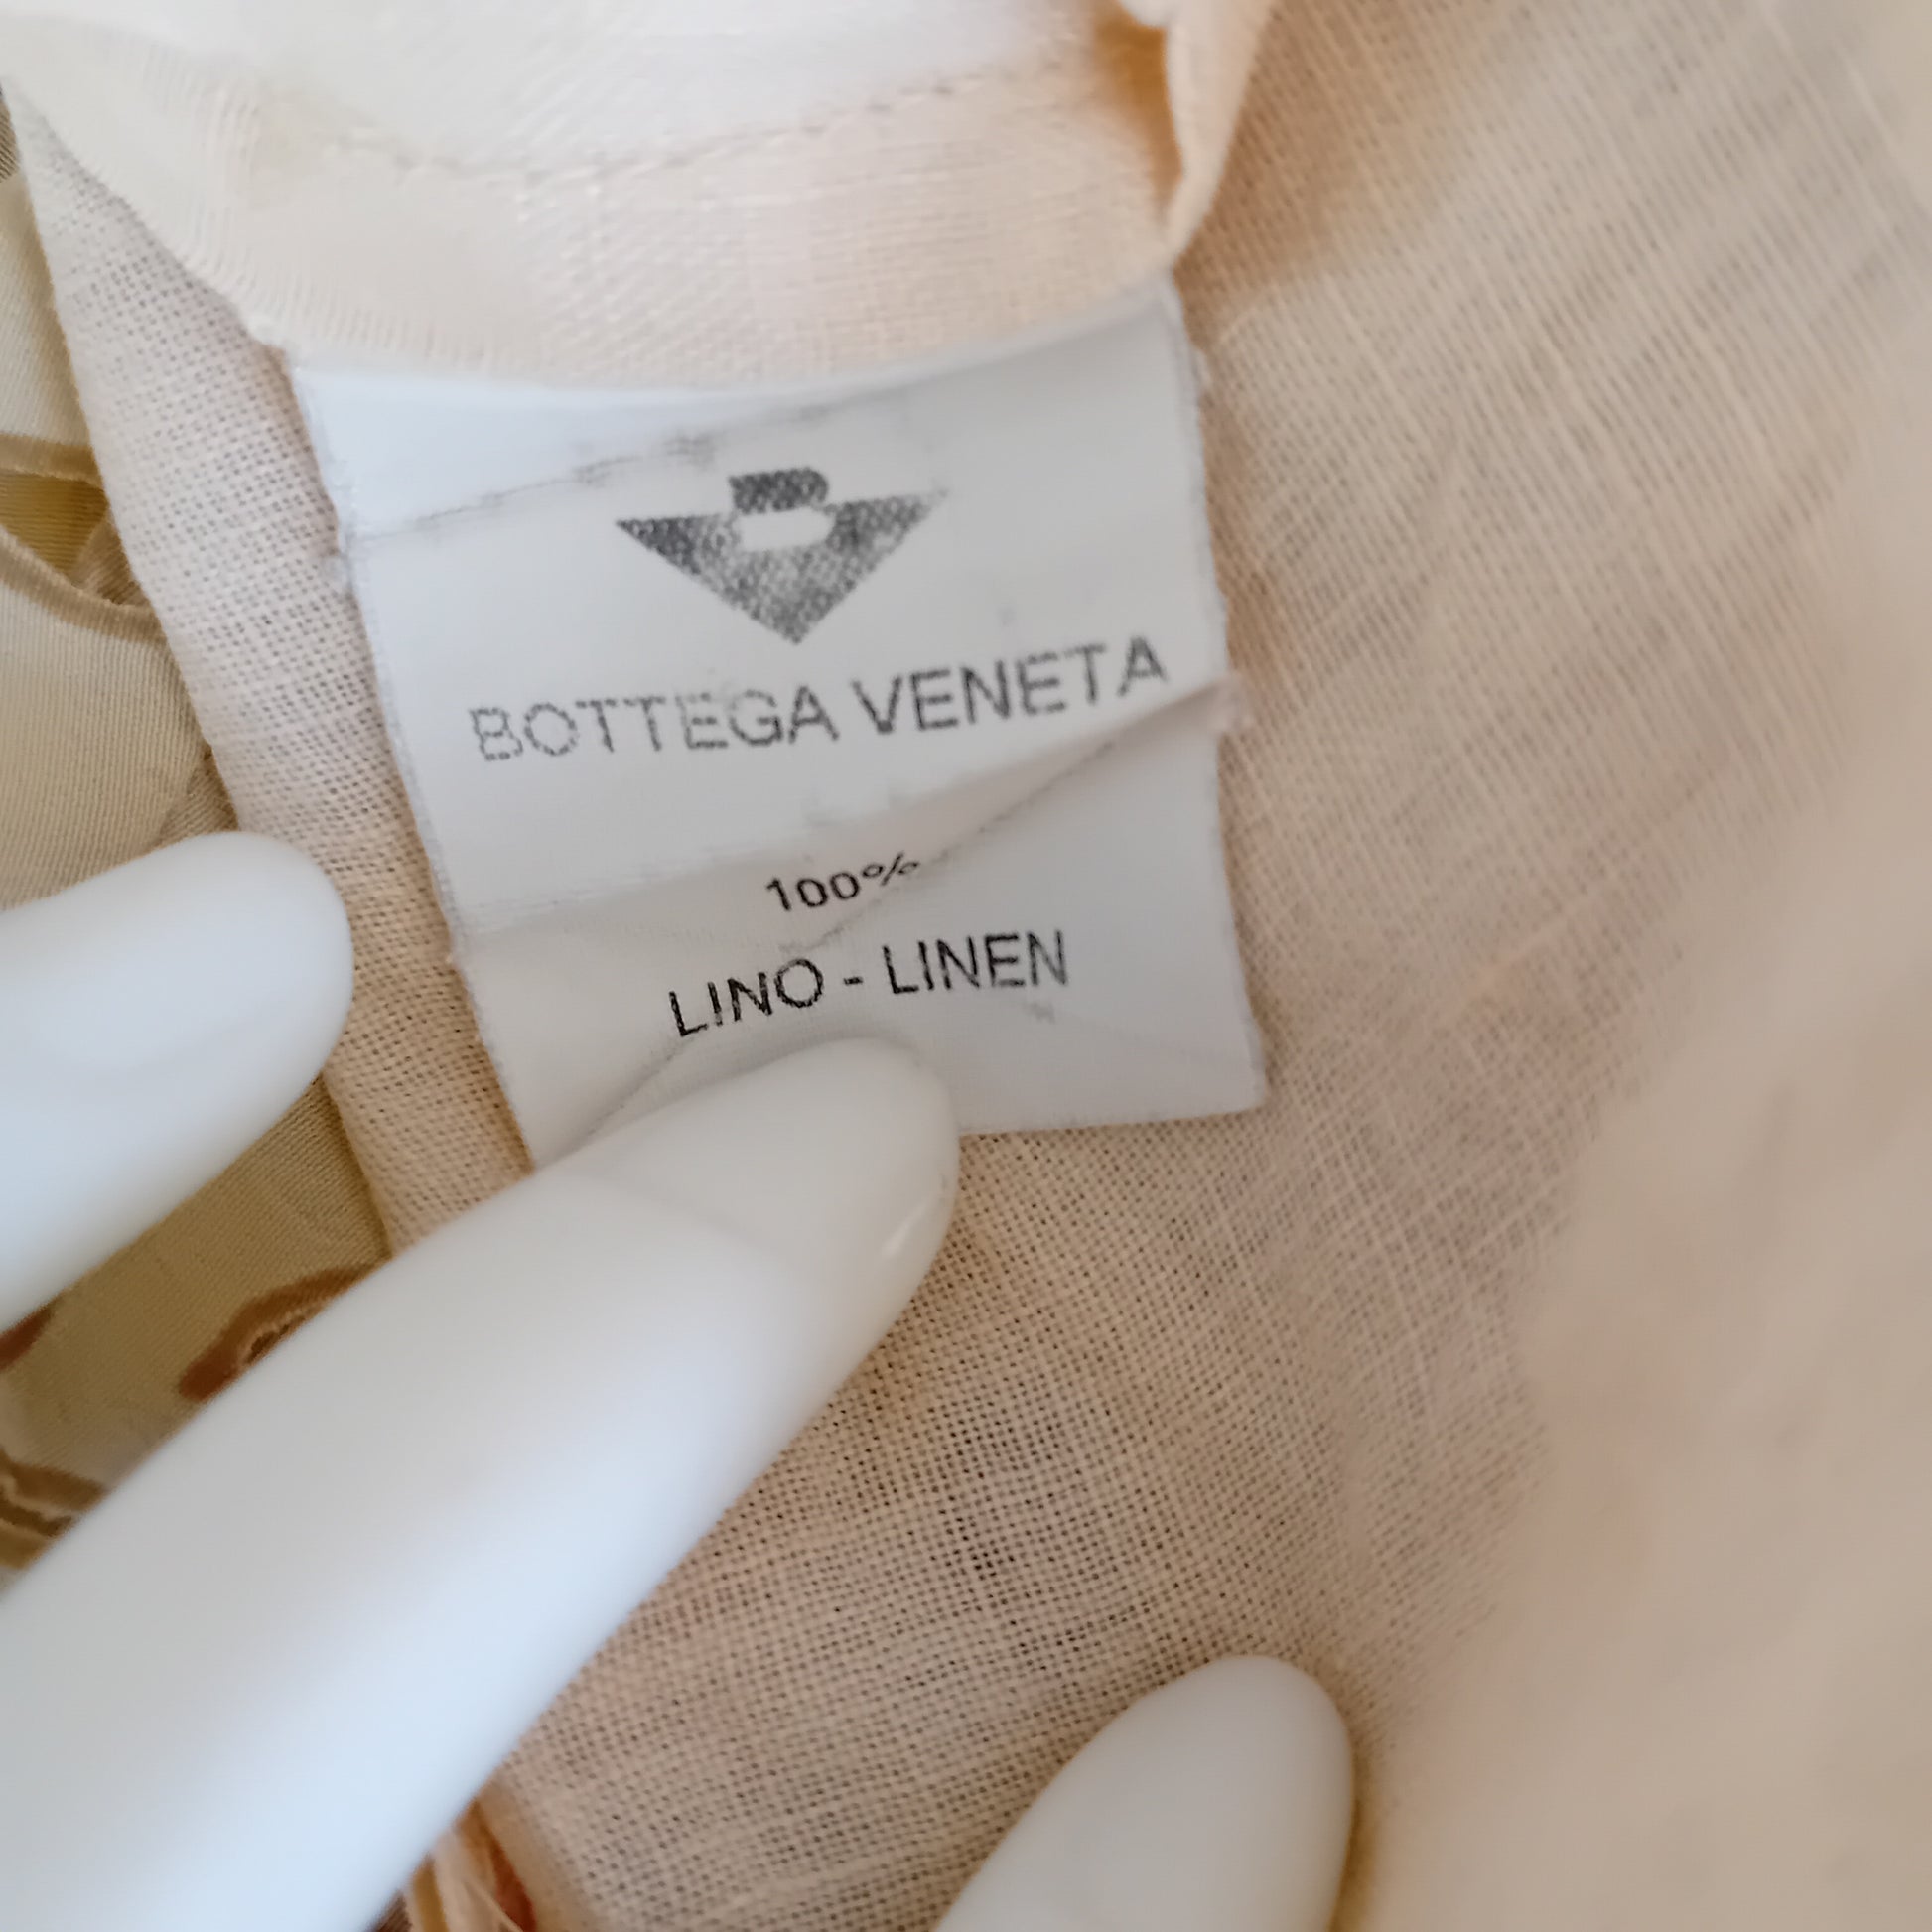 BOTTEGA VENETA
100%
LINO - LINEN